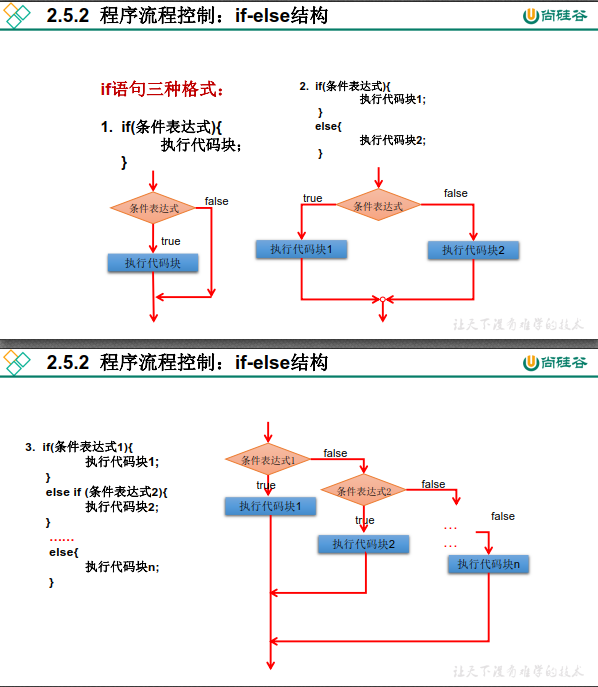 2.5.2 程序流程控制：if-else结构
尚硅谷
if语句三种格式：
1. if(条件表达式){
执行代码块；
}
条件表达式
false
true
执行代码块
2. if(条件表达式){
执行代码块1;
}
else{
执行代码块2;
}
true
条件表达式
false
执行代码块1
执行代码块2
让天下没有难学的技术
2.5.2 程序流程控制：if-else结构
尚硅谷
3. if(条件表达式1){
执行代码块1;
}
else if (条件表达式2){
执行代码块2;
}
……
else{
执行代码块n;
}
条件表达式1
false
true
执行代码块1
条件表达式2
false
true
执行代码块2
…
…
false
执行代码块n
让天下没有难学的技术